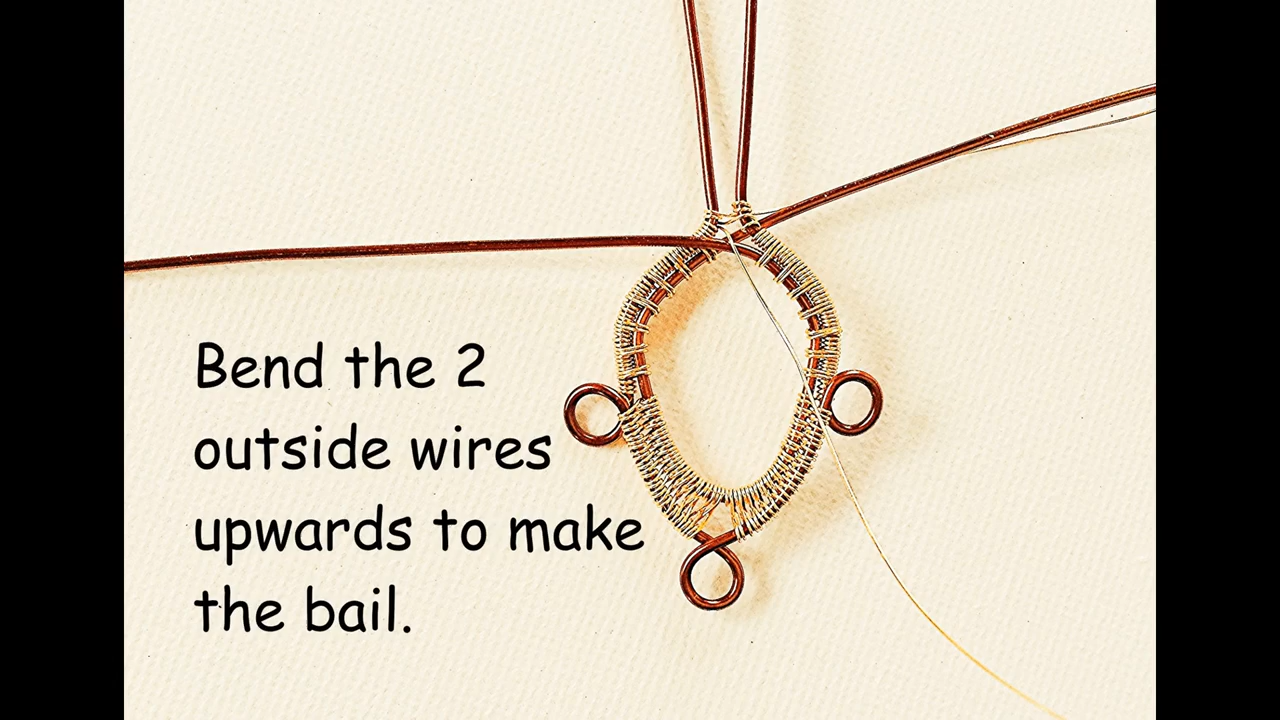 Bend the 2
outside wires
upwards to make
the bail.